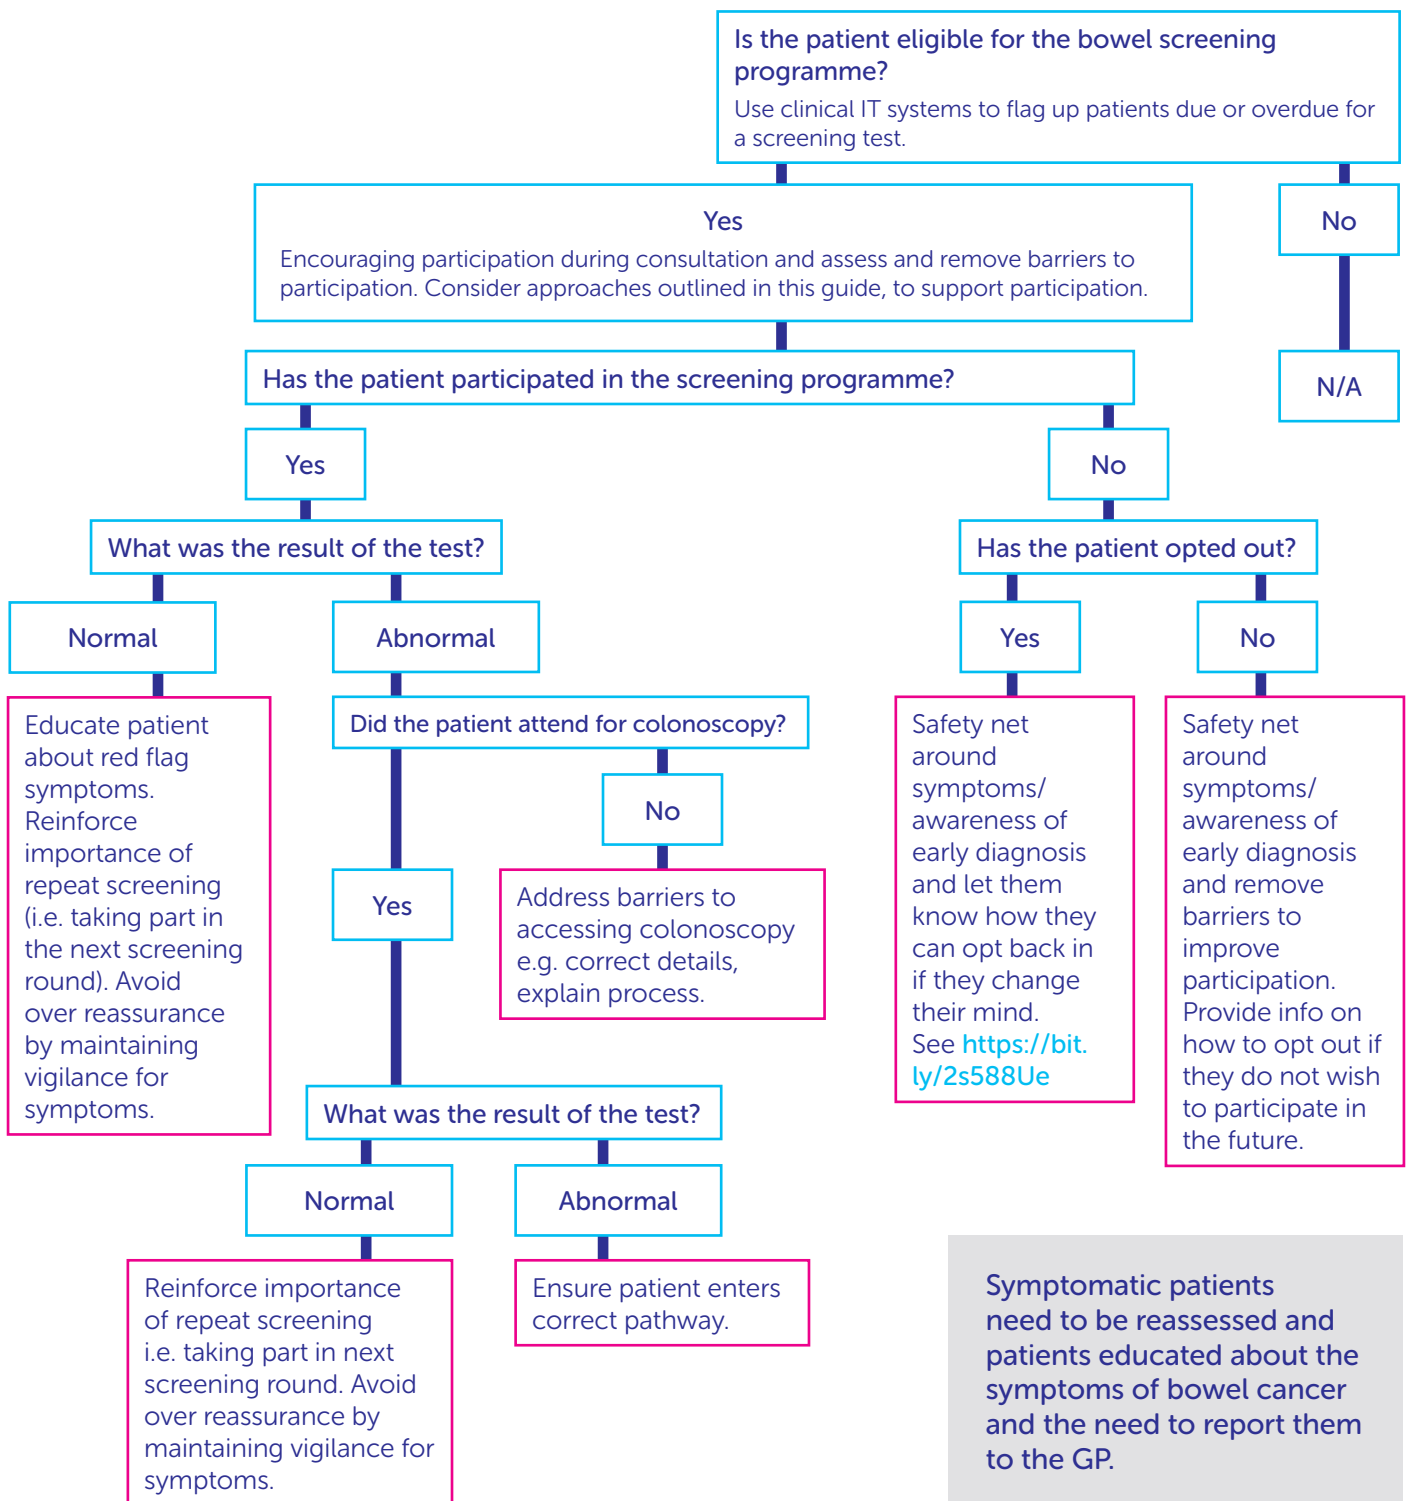 Is the patient eligible for the bowel screening
programme?
Use clinical IT systems to flag up patients due or overdue for
a screening test.
Yes
Encouraging participation during consultation and assess and remove barriers to
participation. Consider approaches outlined in this guide, to support participation.
No
N/A
Has the patient participated in the screening programme?
Yes
No
What was the result of the test?
Has the patient opted out?
Normal
Abnormal
Yes
No
Educate patient
about red flag
symptoms.
Reinforce
importance of
repeat screening
(i.e. taking part in
the next screening
round). Avoid
over reassurance
by maintaining
vigilance for
symptoms.
Did the patient attend for colonoscopy?
No
Yes
Address barriers to
accessing colonoscopy
e.g. correct details,
explain process.
Safety net
around
symptoms/
awareness of
early diagnosis
and let them
know how they
can opt back in
if they change
their mind.
See https://bit.
ly/2s588Ue
Safety net
around
symptoms/
awareness of
early diagnosis
and remove
barriers to
improve
participation.
Provide info on
how to opt out if
they do not wish
to participate in
the future.
What was the result of the test?
Normal
Abnormal
Reinforce importance
of repeat screening
i.e. taking part in next
screening round. Avoid
over reassurance by
maintaining vigilance for
symptoms.
Ensure patient enters
correct pathway.
Symptomatic patients
need to be reassessed and
patients educated about the
symptoms of bowel cancer
and the need to report them
to the GP.